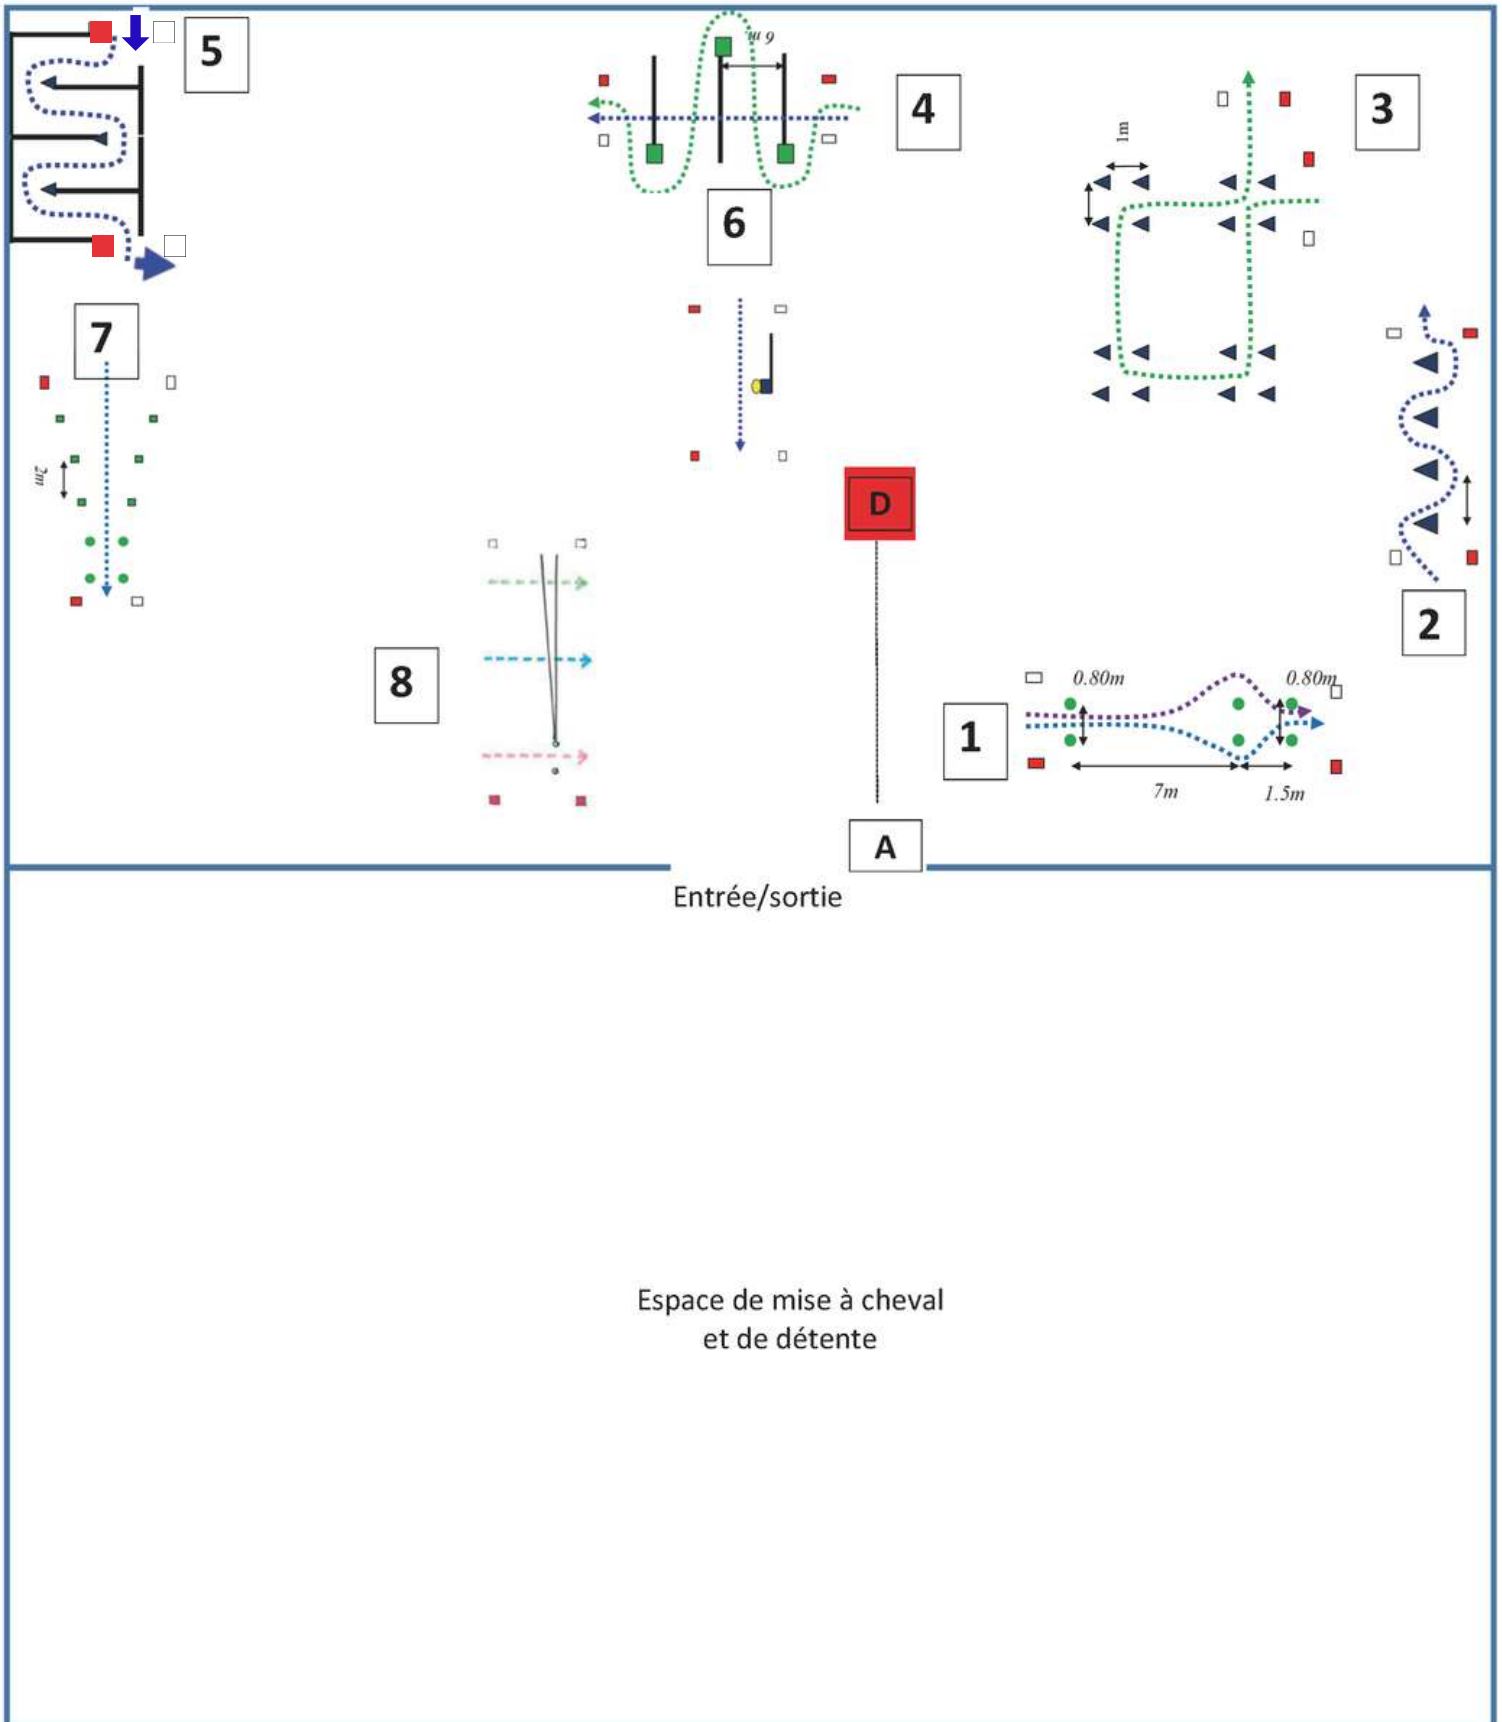 5
6 m
4
3
1m
6
7
2m
D
2
8
0.80m
0.80m
1
7m
1.5m
A
Entrée/sortie
Espace de mise à cheval
et de détente